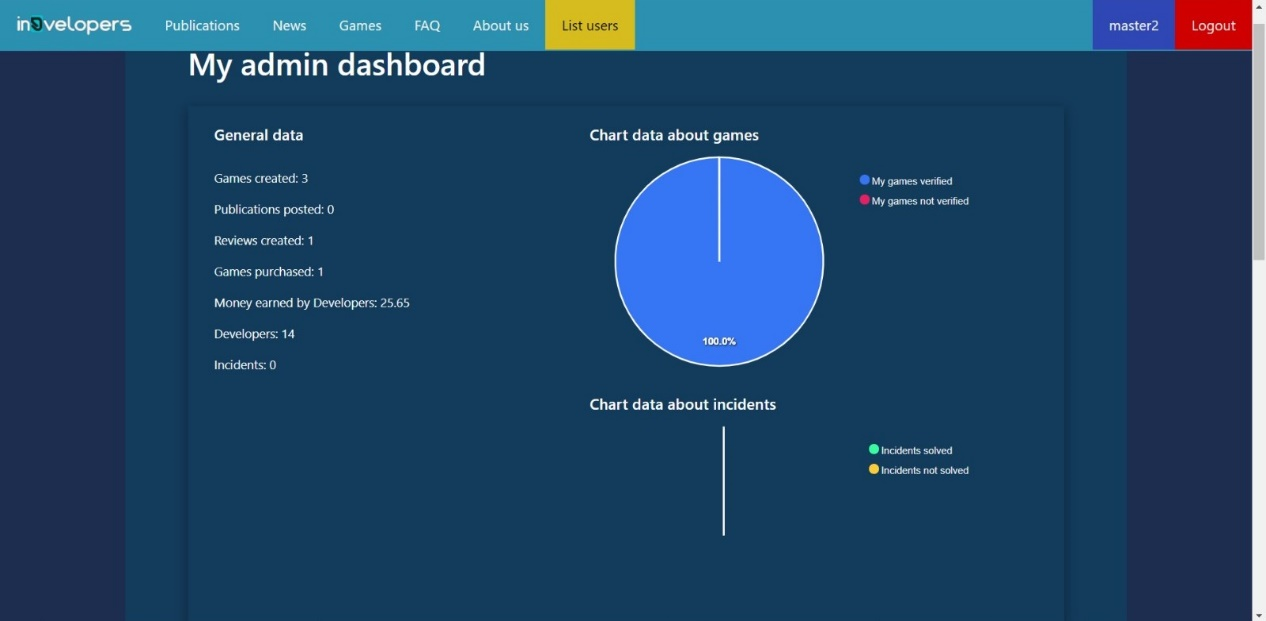 in velopers Publications News Games FAQ About us List users master2 Logout
My admin dashboard
General data
Games created: 3
Publications posted: 0
Reviews created: 1
Games purchased: 1
Money earned by Developers: 25.65
Developers: 14
Incidents: 0
Chart data about games
My games verified
My games not verified
100.0%
Chart data about incidents
Incidents solved
Incidents not solved